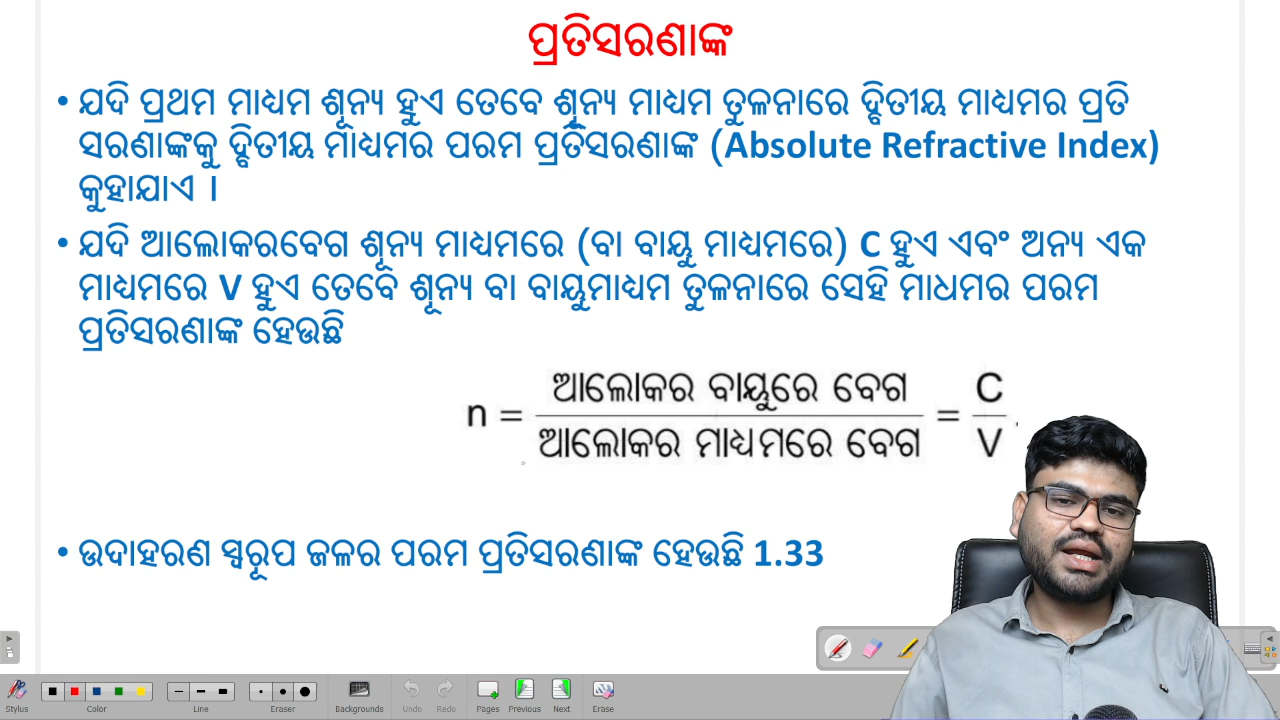 ପ୍ରତିସରଣାଙ୍କ
• ଯଦି ପ୍ରଥମ ମାଧ୍ୟମ ଶୂନ୍ୟ ହୁଏ ତେବେ ଶୂନ୍ୟ ମାଧ୍ୟମ ତୁଳନାରେ ଦ୍ବିତୀୟ ମାଧ୍ୟମର ପ୍ରତି
ସରଣାଙ୍କକୁ ଦ୍ବିତୀୟ ମାଧ୍ୟମର ପରମ ପ୍ରତିସରଣାଙ୍କ (Absolute Refractive Index)
କୁହାଯାଏ ।
• ଯଦି ଆଲୋକରବେଗ ଶୂନ୍ୟ ମାଧ୍ୟମରେ (ବା ବାୟୁ ମାଧ୍ୟମରେ) C ହୁଏ ଏବଂ ଅନ୍ୟ ଏକ
ମାଧ୍ୟମରେ V ହୁଏ ତେବେ ଶୂନ୍ୟ ବା ବାୟୁମାଧ୍ୟମ ତୁଳନାରେ ସେହି ମାଧମର ପରମ
ପ୍ରତିସରଣାଙ୍କ ହେଉଛି
n = ଆଲୋକର ବାୟୁରେ ବେଗ / ଆଲୋକର ମାଧ୍ୟମରେ ବେଗ = C / V
• ଉଦାହରଣ ସ୍ଵରୂପ ଜଳର ପରମ ପ୍ରତିସରଣାଙ୍କ ହେଉଛି 1.33
Stylus Color Line Eraser Backgrounds Undo Redo Pages Previous Next Erase